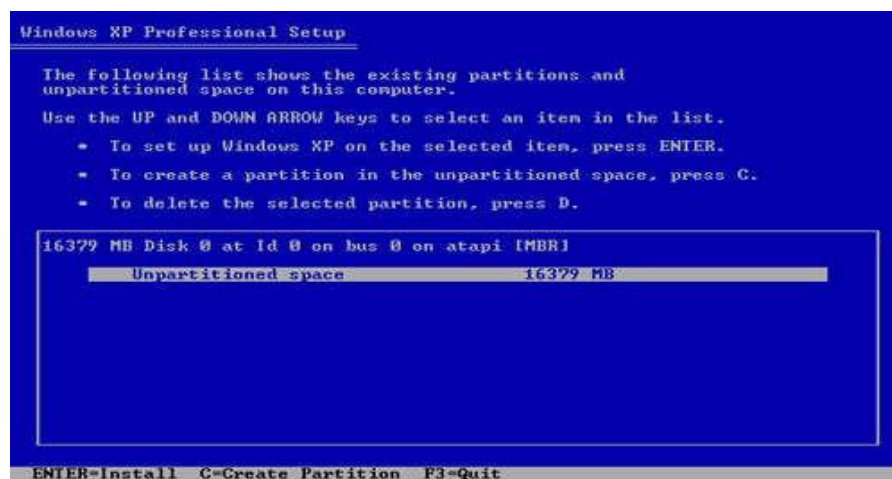 Windows XP Professional Setup
The following list shows the existing partitions and
unpartitioned space on this computer.
Use the UP and DOWN ARROW keys to select an item in the list.
• To set up Windows XP on the selected item, press ENTER.
• To create a partition in the unpartitioned space, press C.
• To delete the selected partition, press D.
16379 MB Disk 0 at Id 0 on bus 0 on atapi [MBR]
Unpartitioned space 16379 MB
ENTER=Install C=Create Partition F3=Quit